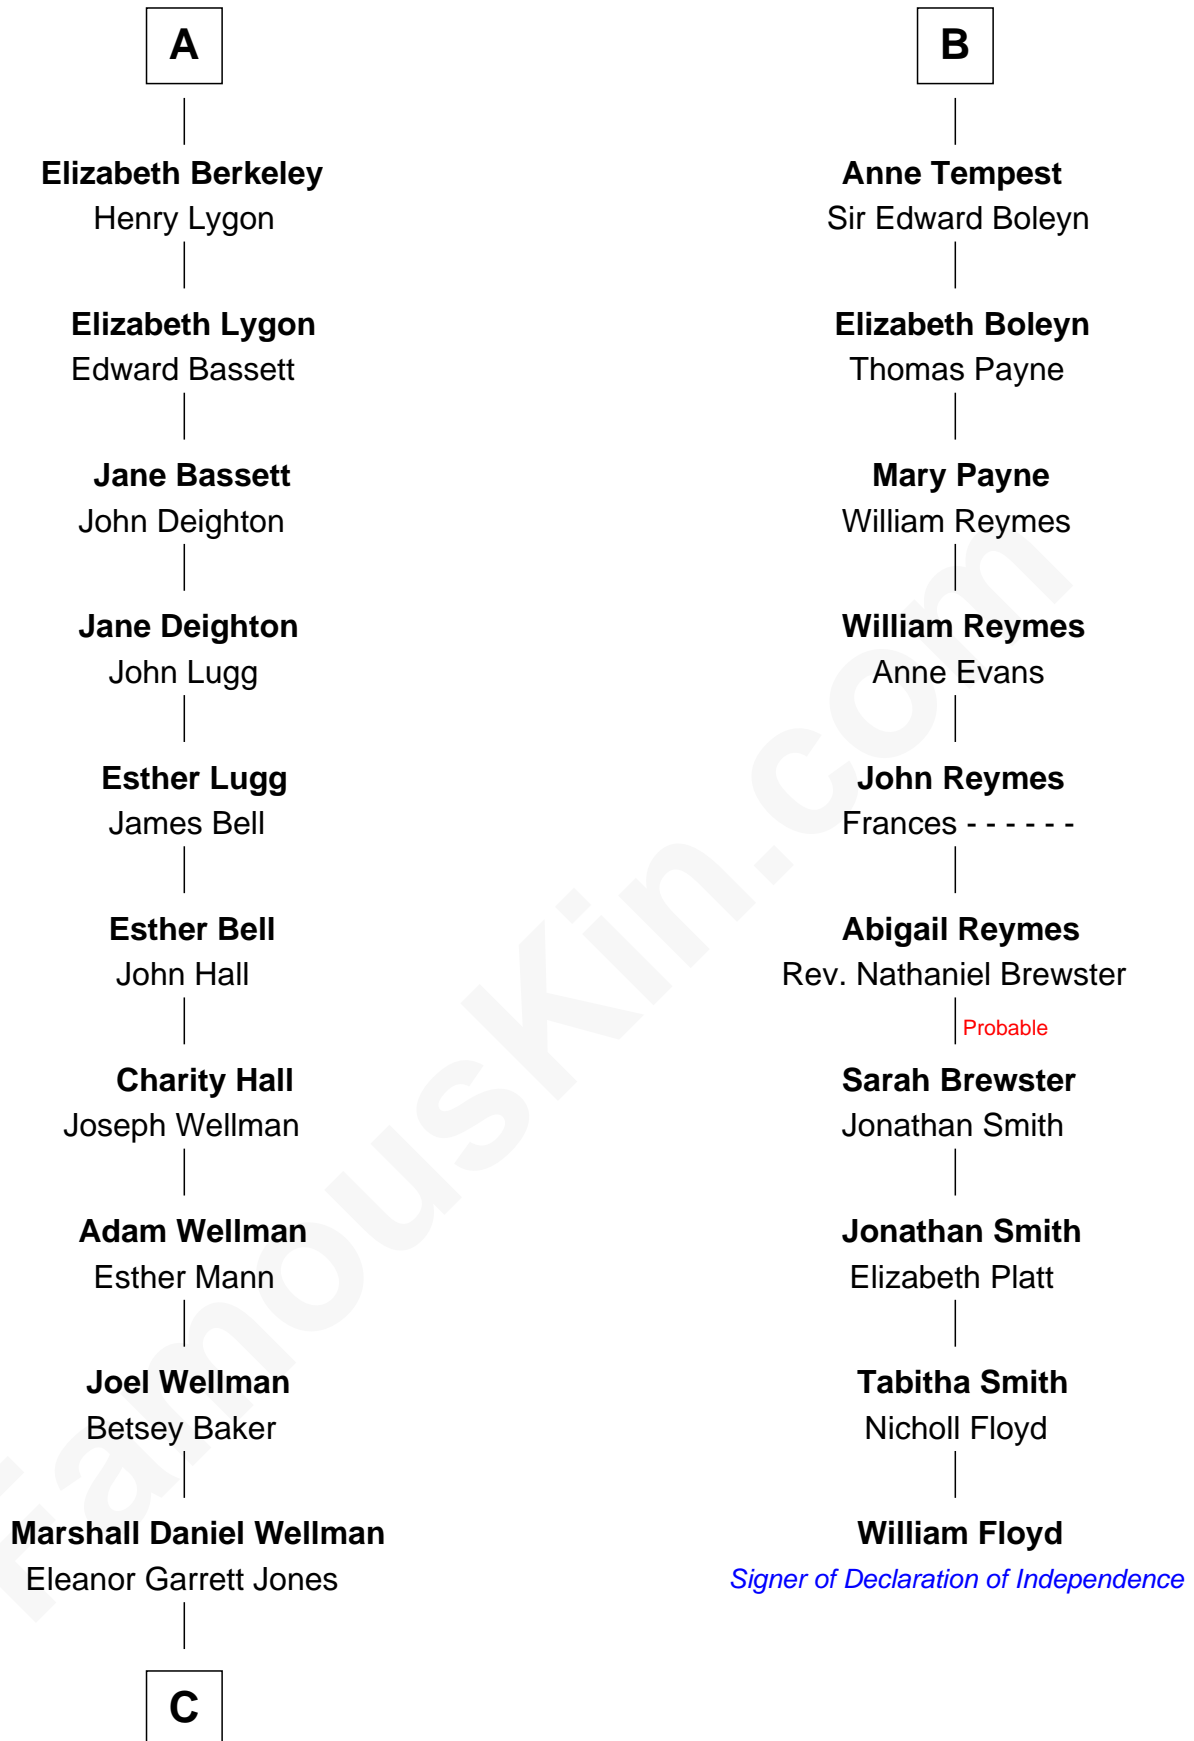 A
Elizabeth Berkeley
Henry Lygon
Elizabeth Lygon
Edward Bassett
Jane Bassett
John Deighton
Jane Deighton
John Lugg
Esther Lugg
James Bell
Esther Bell
John Hall
Charity Hall
Joseph Wellman
Adam Wellman
Esther Mann
Joel Wellman
Betsey Baker
Marshall Daniel Wellman
Eleanor Garrett Jones
C
B
Anne Tempest
Sir Edward Boleyn
Elizabeth Boleyn
Thomas Payne
Mary Payne
William Reymes
William Reymes
Anne Evans
John Reymes
Frances - - - - - -
Abigail Reymes
Rev. Nathaniel Brewster
Probable
Sarah Brewster
Jonathan Smith
Jonathan Smith
Elizabeth Platt
Tabitha Smith
Nicholl Floyd
William Floyd
Signer of Declaration of Independence
FamousKin.com